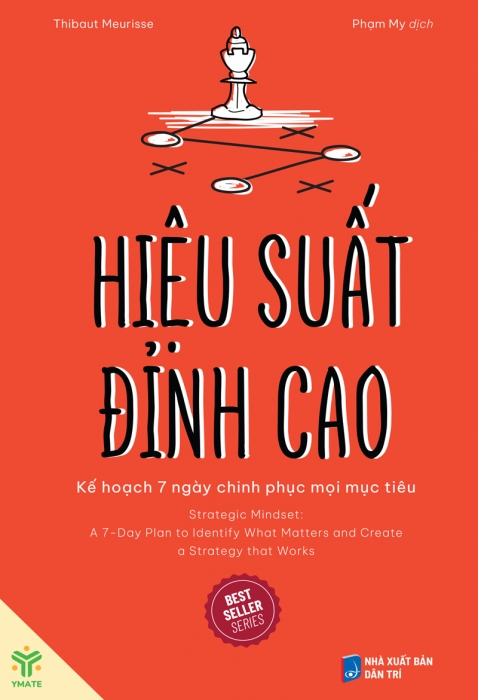 Thibaut Meurisse
Phạm My dịch
HIỆU SUẤT
ĐỈNH CAO
Kế hoạch 7 ngày chinh phục mọi mục tiêu
Strategic Mindset:
A 7-Day Plan to Identify What Matters and Create
a Strategy that Works
BEST
SELLER
SERIES
YMATE
NHÀ XUẤT BẢN
DÂN TRÍ